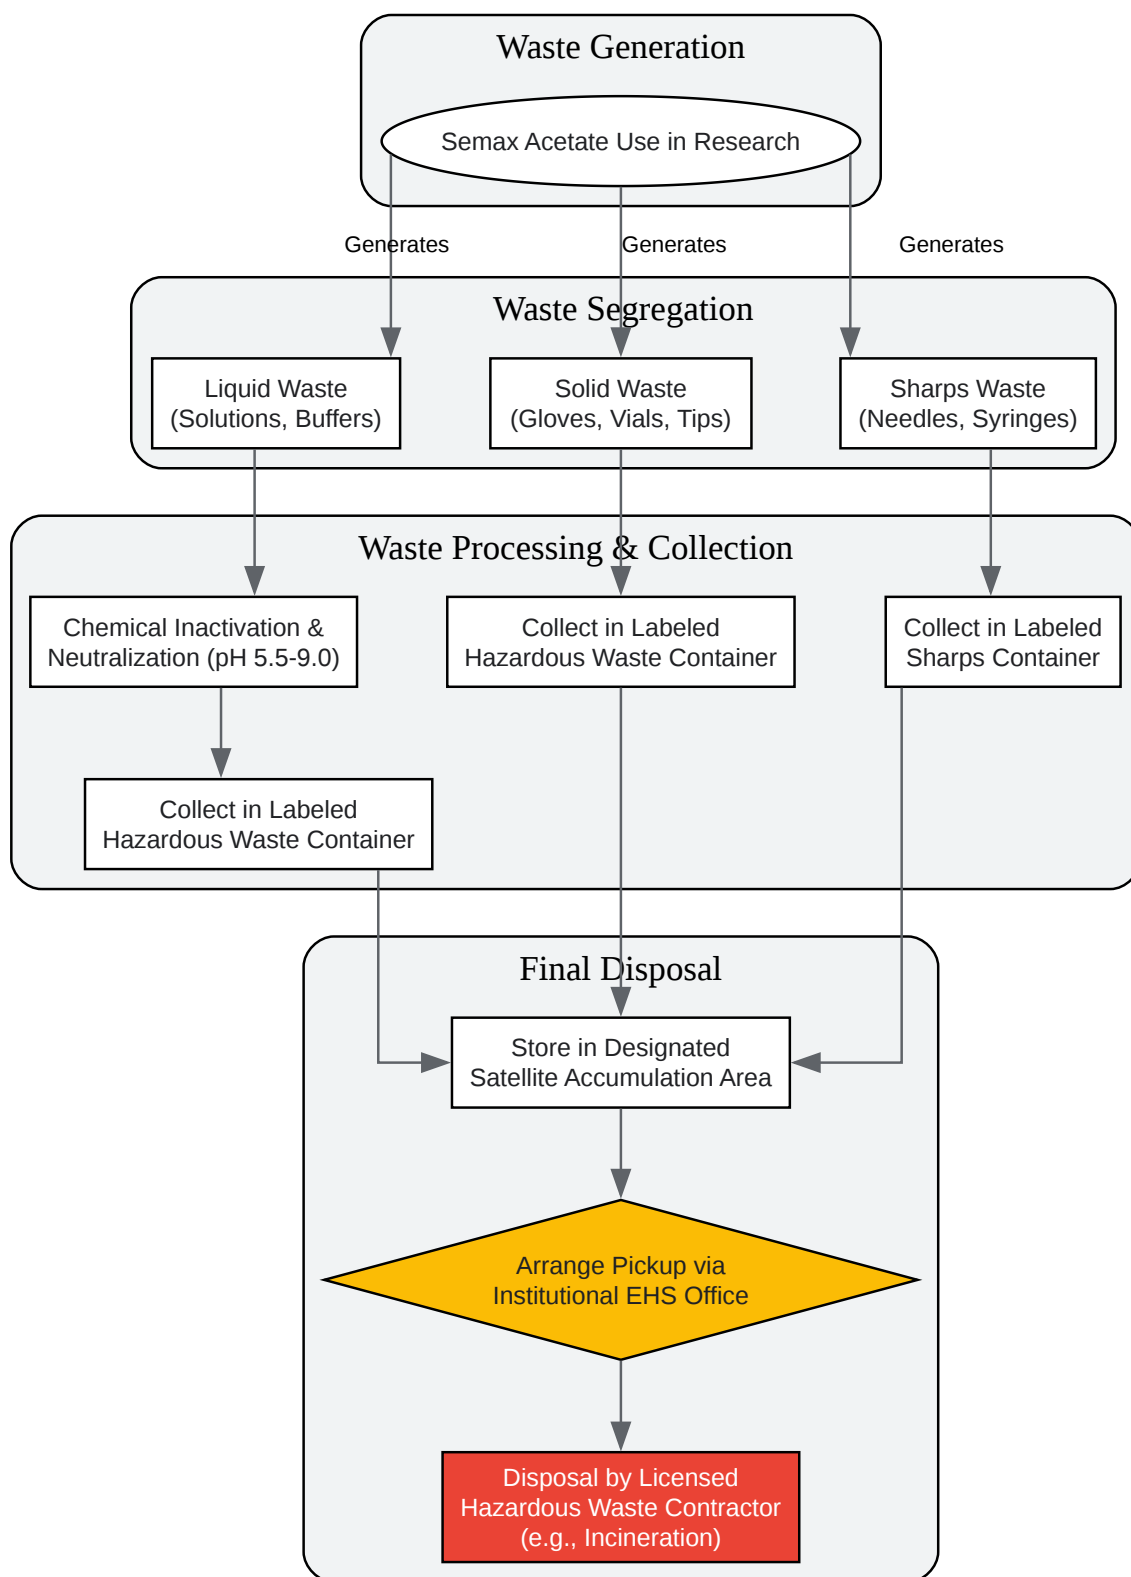 Waste Generation
Semax Acetate Use in Research
Generates
Generates
Generates
Waste Segregation
Liquid Waste
(Solutions, Buffers)
Solid Waste
(Gloves, Vials, Tips)
Sharps Waste
(Needles, Syringes)
Waste Processing & Collection
Chemical Inactivation &
Neutralization (pH 5.5-9.0)
Collect in Labeled
Hazardous Waste Container
Collect in Labeled
Sharps Container
Collect in Labeled
Hazardous Waste Container
Final Disposal
Store in Designated
Satellite Accumulation Area
Arrange Pickup via
Institutional EHS Office
Disposal by Licensed
Hazardous Waste Contractor
(e.g., Incineration)